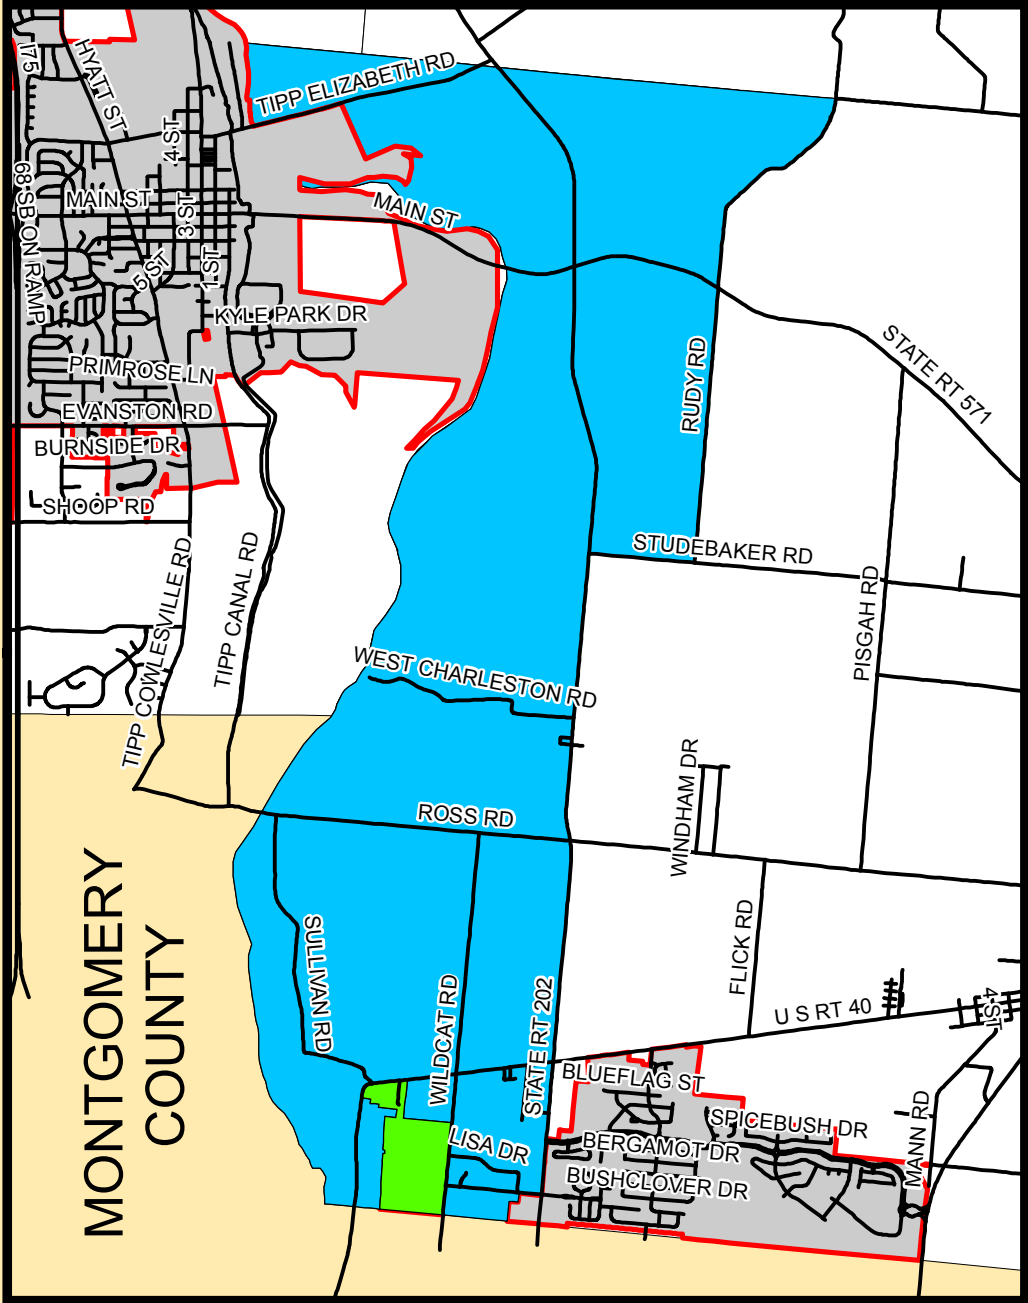 I75
HYATT ST
TIPP ELIZABETH RD
4 ST
68 SB ON RAMP
MAIN ST
3 ST
MAIN ST
5 ST
1 ST
KYLE PARK DR
PRIMROSE LN
EVANSTON RD
BURNSIDE DR
SHOOP RD
RUDY RD
STATE RT 571
STUDEBAKER RD
TIPP COWLESVILLE RD
TIPP CANAL RD
PISGAH RD
WEST CHARLESTON RD
WINDHAM DR
ROSS RD
MONTGOMERY
COUNTY
SULLIVAN RD
WILDCAT RD
STATE RT 202
FLICK RD
U S RT 40
4 ST
BLUEFLAG ST
SPICEBUSH DR
LISA DR
BERGAMOT DR
BUSHCLOVER DR
MANN RD